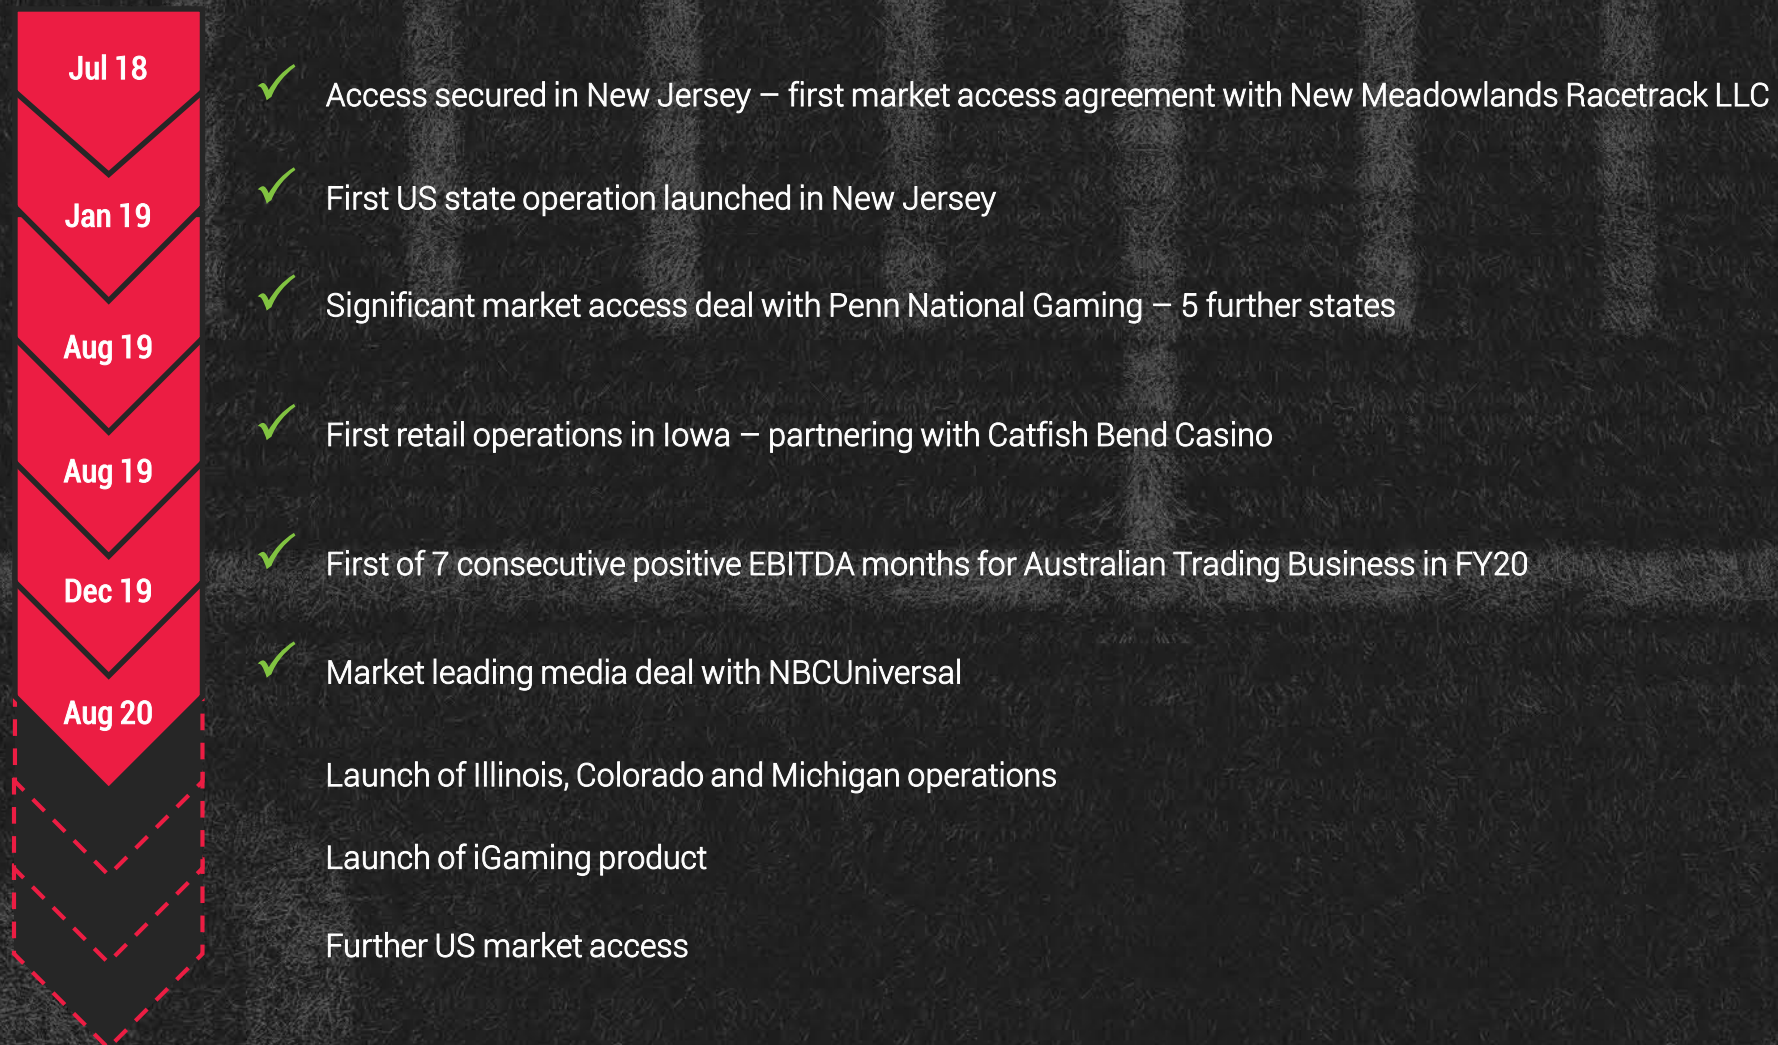 Jul 18
Access secured in New Jersey – first market access agreement with New Meadowlands Racetrack LLC
Jan 19
First US state operation launched in New Jersey
Aug 19
Significant market access deal with Penn National Gaming – 5 further states
Aug 19
First retail operations in Iowa – partnering with Catfish Bend Casino
Dec 19
First of 7 consecutive positive EBITDA months for Australian Trading Business in FY20
Aug 20
Market leading media deal with NBCUniversal
Launch of Illinois, Colorado and Michigan operations
Launch of iGaming product
Further US market access